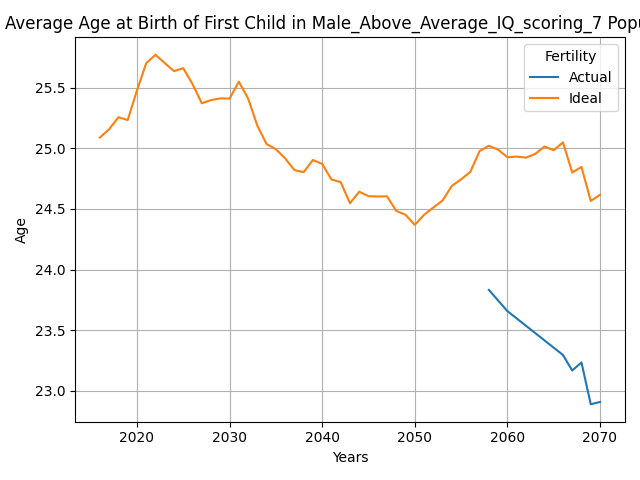 Average Age at Birth of First Child in Male_Above_Average_IQ_scoring_7 Popu
Fertility
Actual
Ideal
25.5
25.0
24.5
24.0
23.5
23.0
Age
2020 2030 2040 2050 2060 2070
Years